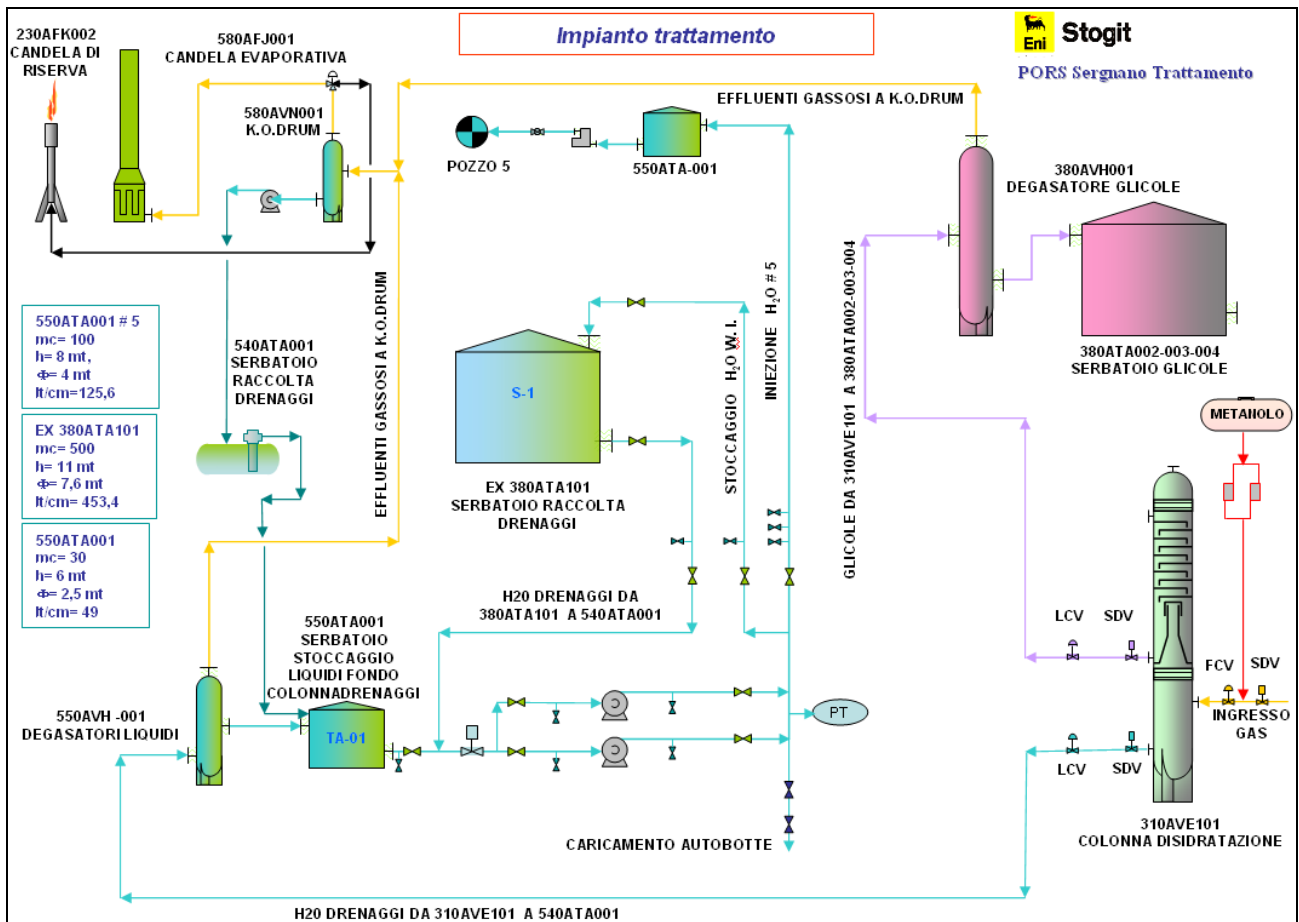 Impianto trattamento
Eni
Stogit
PORS Sergnano Trattamento
230AFK002
CANDELA DI
RISERVA
580AFJ001
CANDELA EVAPORATIVA
580AVN001
K.O.DRUM
EFFLUENTI GASSOSI A K.O.DRUM
POZZO 5
550ATA-001
380AVH001
DEGASATORE GLICOLE
380ATA002-003-004
SERBATOIO GLICOLE
550ATA001 # 5
mc= 100
h= 8 mt,
Φ= 4 mt
lt/cm=125,6
EX 380ATA101
mc= 500
h= 11 mt
Φ= 7,6 mt
lt/cm= 453,4
550ATA001
mc= 30
h= 6 mt
Φ= 2,5 mt
lt/cm= 49
540ATA001
SERBATOIO
RACCOLTA
DRENAGGI
EFFLUENTI GASSOSI A K.O.DRUM
S-1
EX 380ATA101
SERBATOIO RACCOLTA
DRENAGGI
STOCCAGGIO H2O W. I.
INIEZIONE H2O # 5
GLICOLE DA 310AVE101 A 380ATA002-003-004
METANOLO
H20 DRENAGGI DA
380ATA101 A 540ATA001
550ATA001
SERBATOIO
STOCCAGGIO
LIQUIDI FONDO
COLONNADRENAGGI
TA-01
550AVH -001
DEGASATORI LIQUIDI
PT
LCV
SDV
FCV
SDV
INGRESSO
GAS
LCV
SDV
310AVE101
COLONNA DISIDRATAZIONE
CARICAMENTO AUTOBOTTE
H20 DRENAGGI DA 310AVE101 A 540ATA001